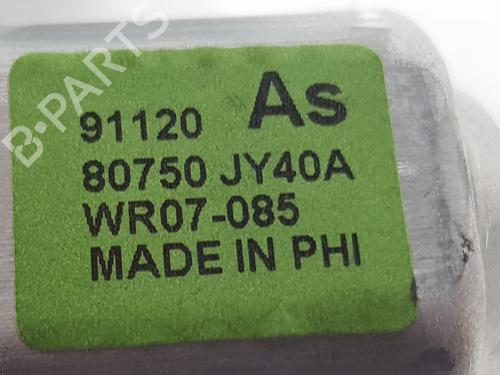 91120 As
80750 JY40A
WR07-085
MADE IN PHI
B-PARTS